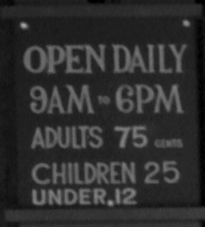 OPEN DAILY
9AM TO 6PM
ADULTS 75 CENTS
CHILDREN 25
UNDER.12